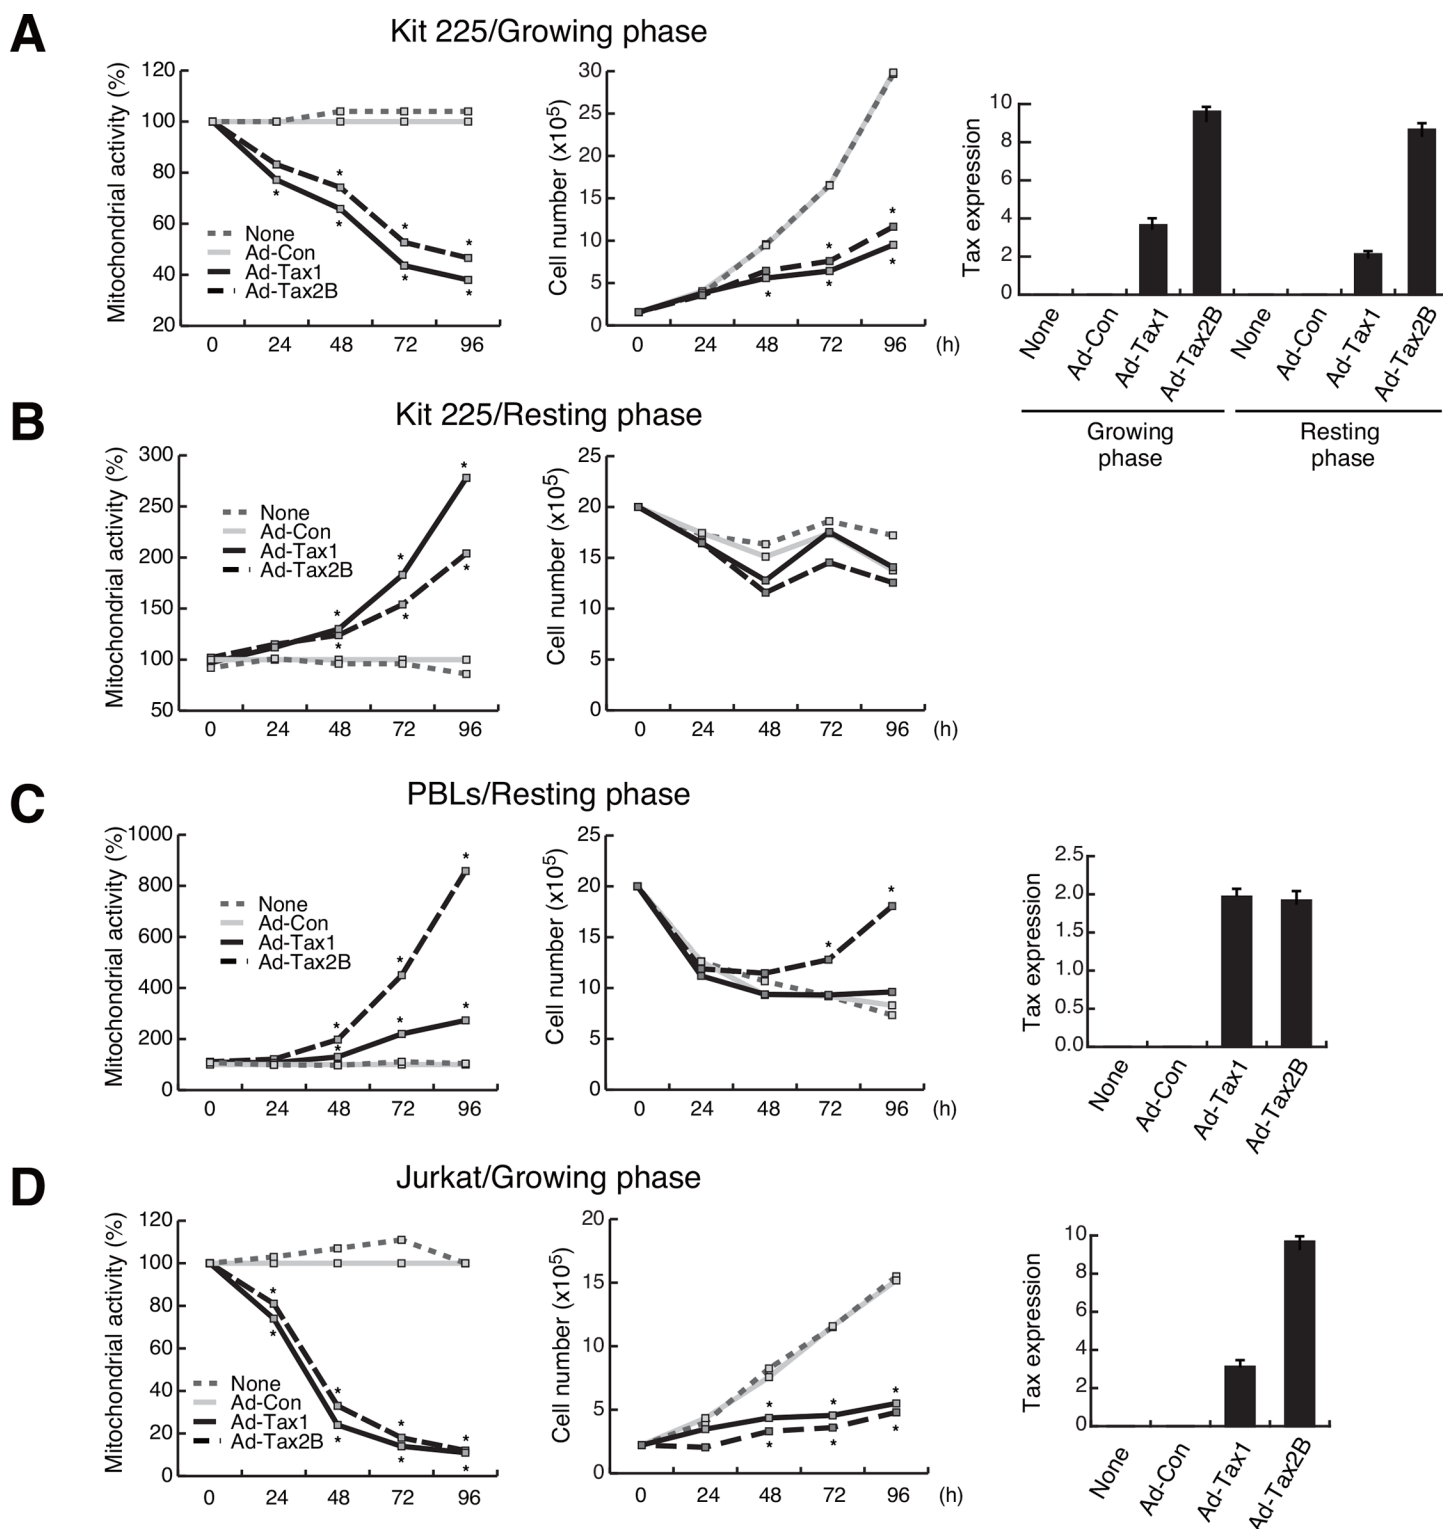 A
Kit 225/Growing phase
Mitochondrial activity (%)
120
100
80
60
40
20
None
Ad-Con
Ad-Tax1
Ad-Tax2B
* * * * * * *
0 24 48 72 96
Cell number (x10⁵)
30
25
20
15
10
5
0
* * * * *
0 24 48 72 96 (h)
Tax expression
10
8
6
4
2
0
None Ad-Con Ad-Tax1 Ad-Tax2B None Ad-Con Ad-Tax1 Ad-Tax2B
Growing phase
Resting phase
B
Kit 225/Resting phase
Mitochondrial activity (%)
300
250
200
150
100
50
None
Ad-Con
Ad-Tax1
Ad-Tax2B
* * * * * *
0 24 48 72 96
Cell number (x10⁵)
25
20
15
10
5
0
0 24 48 72 96 (h)
C
PBLs/Resting phase
Mitochondrial activity (%)
1000
800
600
400
200
0
None
Ad-Con
Ad-Tax1
Ad-Tax2B
* * * * * *
0 24 48 72 96
Cell number (x10⁵)
25
20
15
10
5
0
* *
0 24 48 72 96 (h)
Tax expression
2.5
2.0
1.5
1.0
0.5
0.0
None Ad-Con Ad-Tax1 Ad-Tax2B
D
Jurkat/Growing phase
Mitochondrial activity (%)
120
100
80
60
40
20
0
None
Ad-Con
Ad-Tax1
Ad-Tax2B
* * * * * * * *
0 24 48 72 96
Cell number (x10⁵)
20
15
10
5
0
* * * * * *
0 24 48 72 96 (h)
Tax expression
10
8
6
4
2
0
None Ad-Con Ad-Tax1 Ad-Tax2B